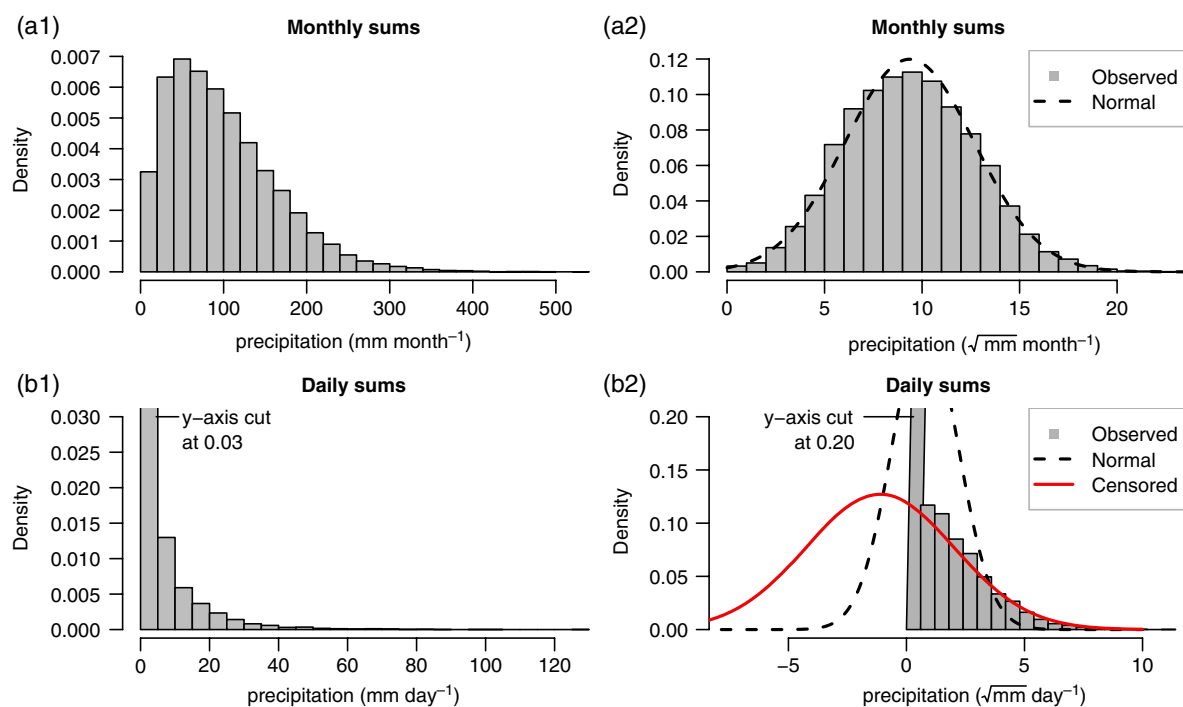 (a1)
Monthly sums
0.007
0.006
0.005
0.004
0.003
0.002
0.001
0.000
Density
0 100 200 300 400 500
precipitation (mm month⁻¹)
(a2)
Monthly sums
0.12
0.10
0.08
0.06
0.04
0.02
0.00
Density
Observed
Normal
0 5 10 15 20
precipitation (√mm month⁻¹)
(b1)
Daily sums
0.030
0.025
0.020
0.015
0.010
0.005
0.000
Density
y−axis cut
at 0.03
0 20 40 60 80 100 120
precipitation (mm day⁻¹)
(b2)
Daily sums
0.20
0.15
0.10
0.05
0.00
Density
y−axis cut
at 0.20
Observed
Normal
Censored
−5 0 5 10
precipitation (√mm day⁻¹)